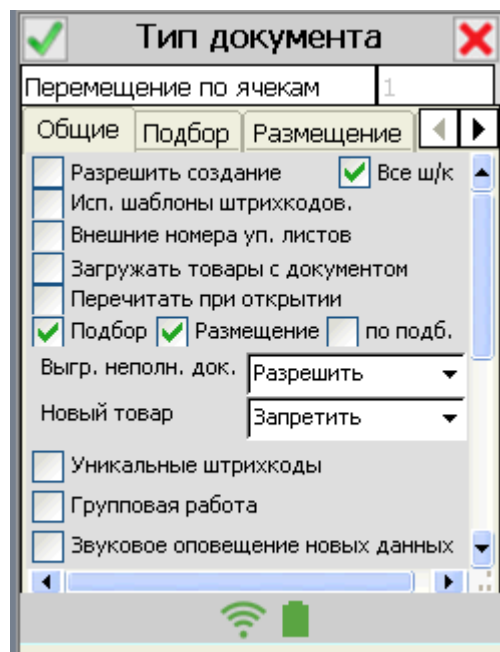 Тип документа
Перемещение по ячекам 1
Общие Подбор Размещение
Разрешить создание Все ш/к
Исп. шаблоны штрихкодов.
Внешние номера уп. листов
Загружать товары с документом
Перечитать при открытии
Подбор Размещение по подб.
Выгр. неполн. док. Разрешить
Новый товар Запретить
Уникальные штрихкоды
Групповая работа
Звуковое оповещение новых данных